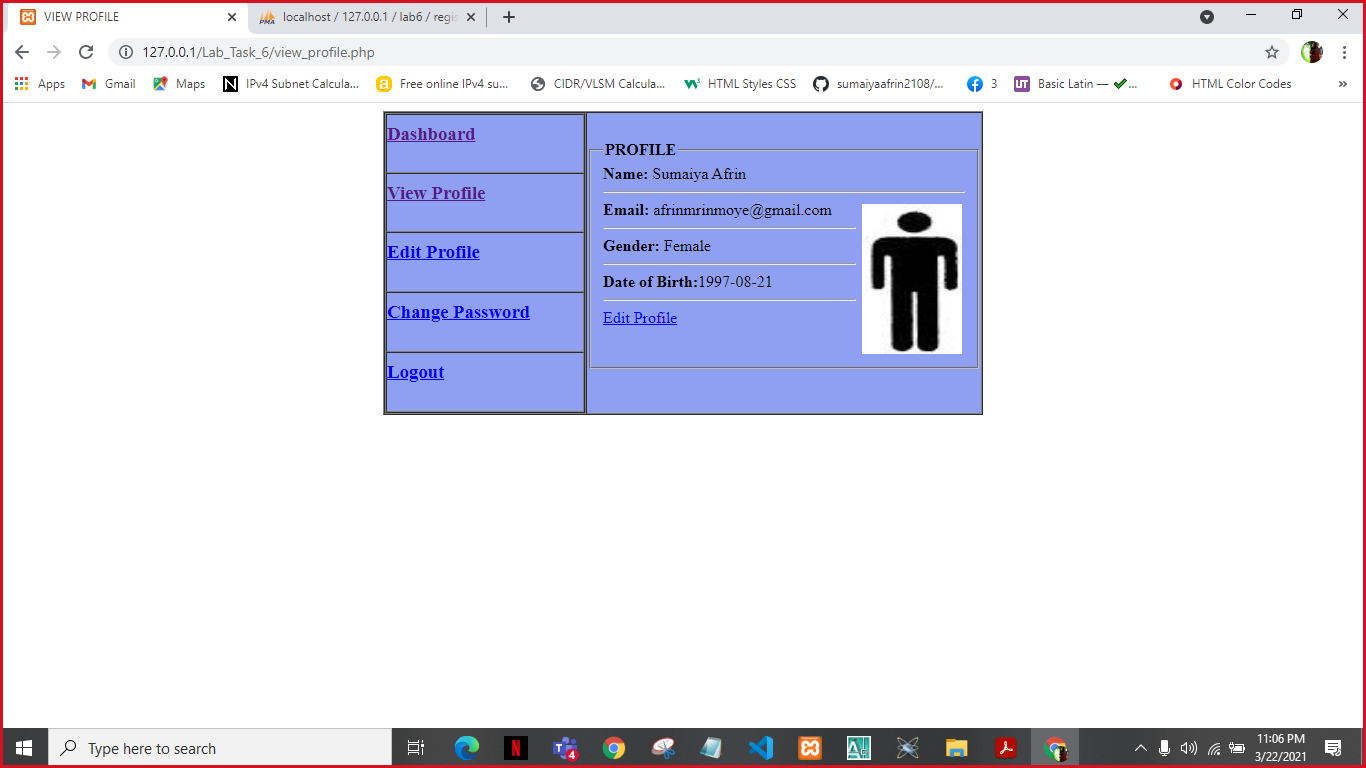 VIEW PROFILE
localhost / 127.0.0.1 / lab6 / regis
127.0.0.1/Lab_Task_6/view_profile.php
Apps Gmail Maps IPv4 Subnet Calcula... Free online IPv4 su... CIDR/VLSM Calcula... HTML Styles CSS sumaiyaafrin2108/... 3 Basic Latin — ✔... HTML Color Codes »
Dashboard
View Profile
Edit Profile
Change Password
Logout
PROFILE
Name: Sumaiya Afrin
Email: afrinmrinmoye@gmail.com
Gender: Female
Date of Birth:1997-08-21
Edit Profile
Type here to search
4
11:06 PM
3/22/2021